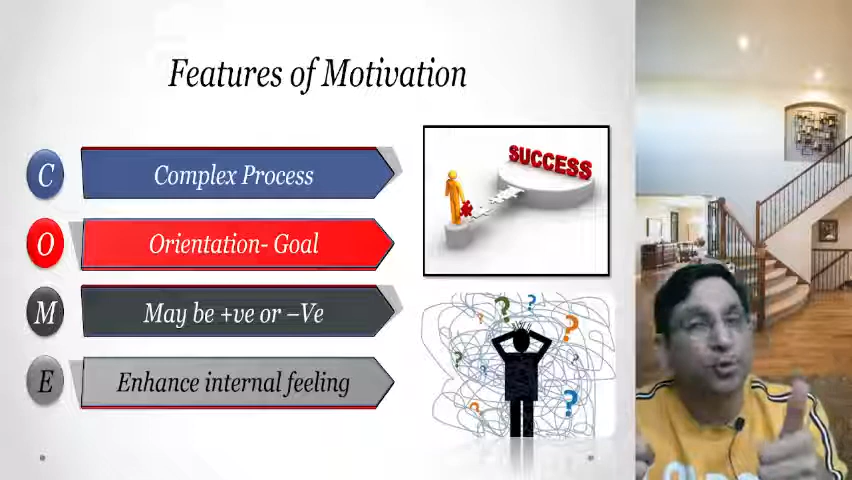 Features of Motivation
C
Complex Process
O
Orientation- Goal
M
May be +ve or –Ve
E
Enhance internal feeling
SUCCESS